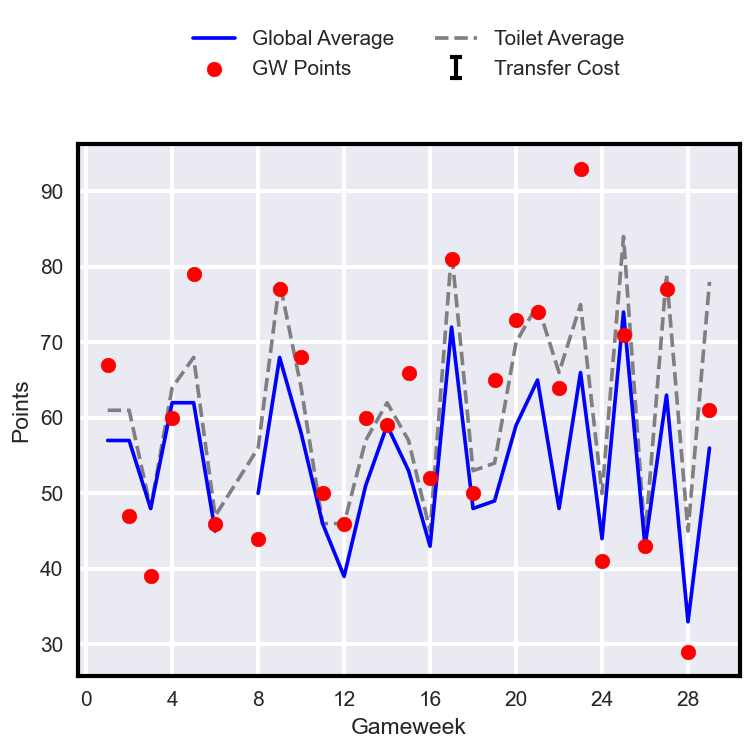 Global Average
Toilet Average
GW Points
Transfer Cost
90
80
70
60
50
40
30
Points
0 4 8 12 16 20 24 28
Gameweek